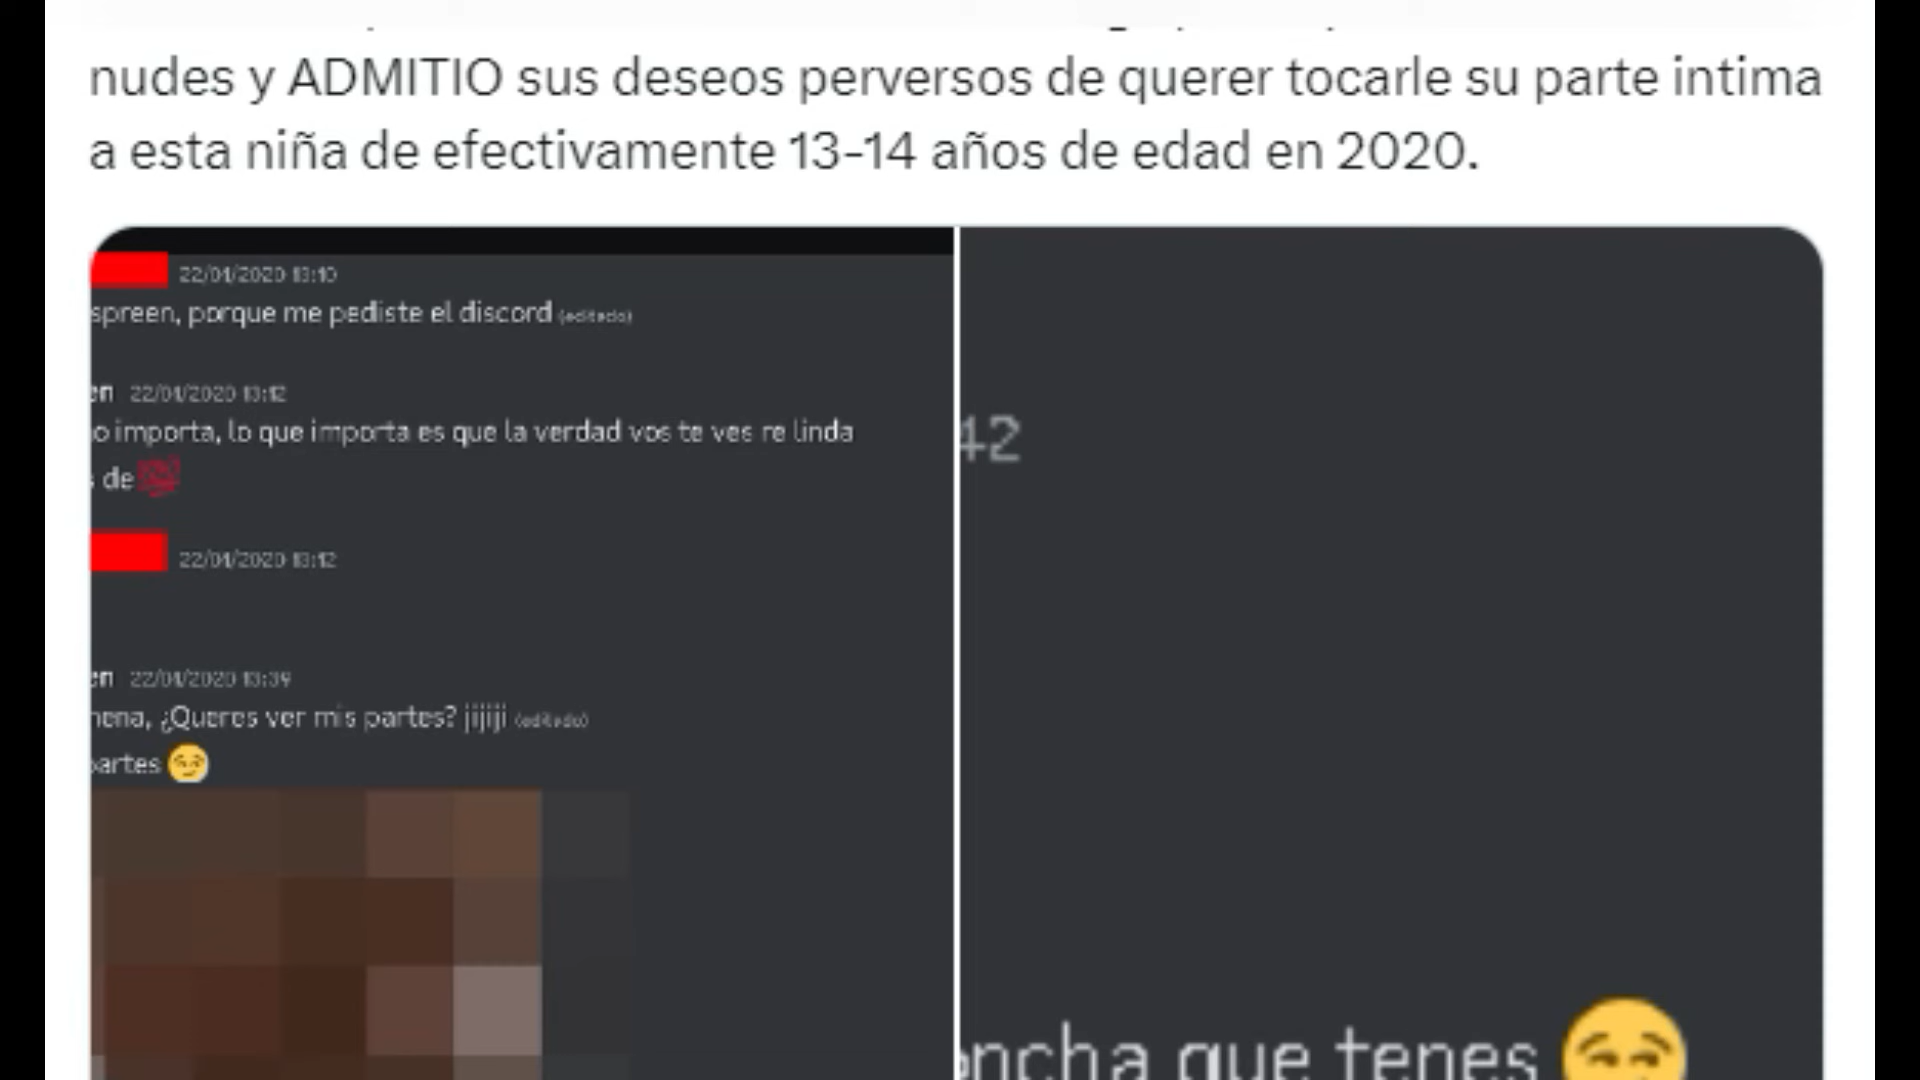 nudes y ADMITIO sus deseos perversos de querer tocarle su parte intima
a esta niña de efectivamente 13-14 años de edad en 2020.
22/04/2020 13:10
spreen, porque me pediste el discord (editado)
en 22/04/2020 13:12
o importa, lo que importa es que la verdad vos te ves re linda
s de 💯
22/04/2020 13:12
en 22/04/2020 13:39
nena, ¿Queres ver mis partes? jijiji (editado)
partes 😏
42
oncha que tenes 😏